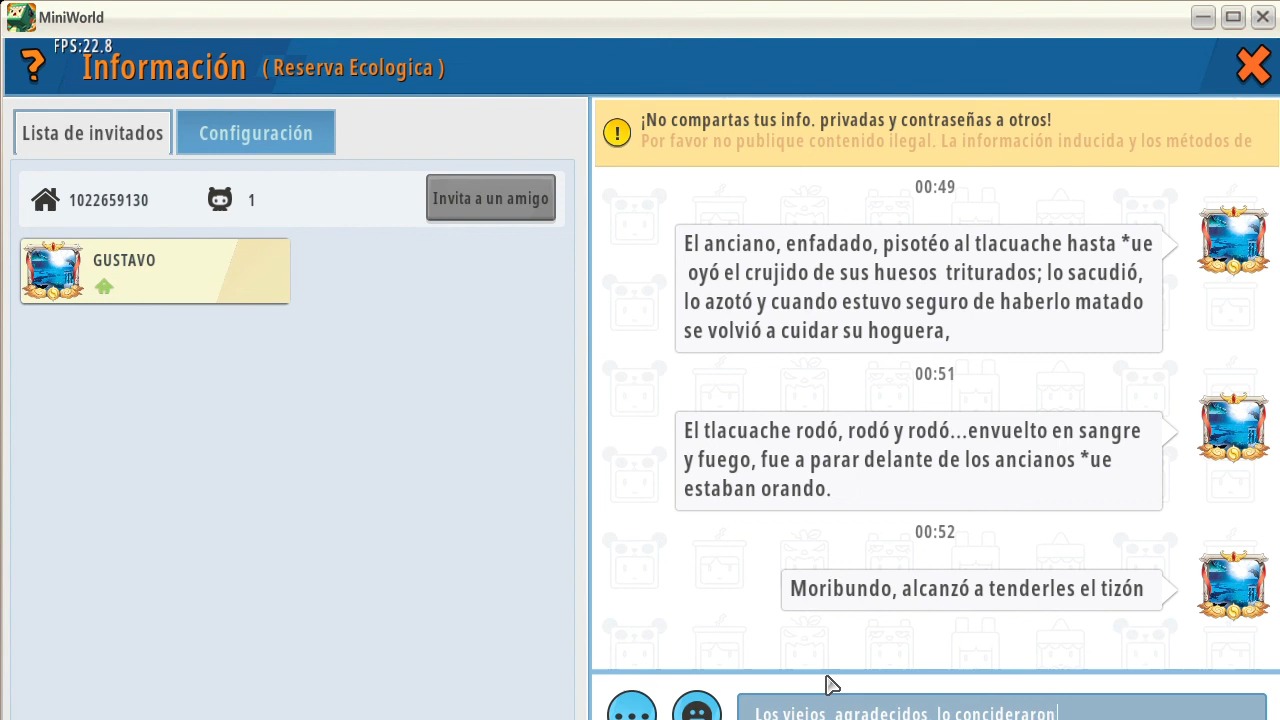 MiniWorld
FPS:22.8
Información ( Reserva Ecologica )
Lista de invitados
Configuración
1022659130
1
Invita a un amigo
GUSTAVO
¡No compartas tus info. privadas y contraseñas a otros!
Por favor no publique contenido ilegal. La información inducida y los métodos de
00:49
El anciano, enfadado, pisotéo al tlacuache hasta *ue
oyó el crujido de sus huesos triturados; lo sacudió,
lo azotó y cuando estuvo seguro de haberlo matado
se volvió a cuidar su hoguera,
00:51
El tlacuache rodó, rodó y rodó...envuelto en sangre
y fuego, fue a parar delante de los ancianos *ue
estaban orando.
00:52
Moribundo, alcanzó a tenderles el tizón
Los viejos, agradecidos, lo concideraron